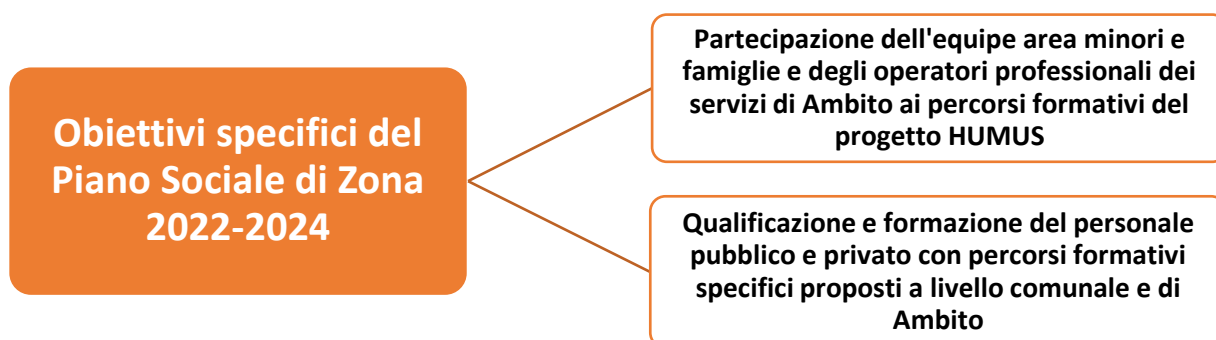 Obiettivi specifici del
Piano Sociale di Zona
2022-2024
Partecipazione dell'equipe area minori e
famiglie e degli operatori professionali dei
servizi di Ambito ai percorsi formativi del
progetto HUMUS
Qualificazione e formazione del personale
pubblico e privato con percorsi formativi
specifici proposti a livello comunale e di
Ambito